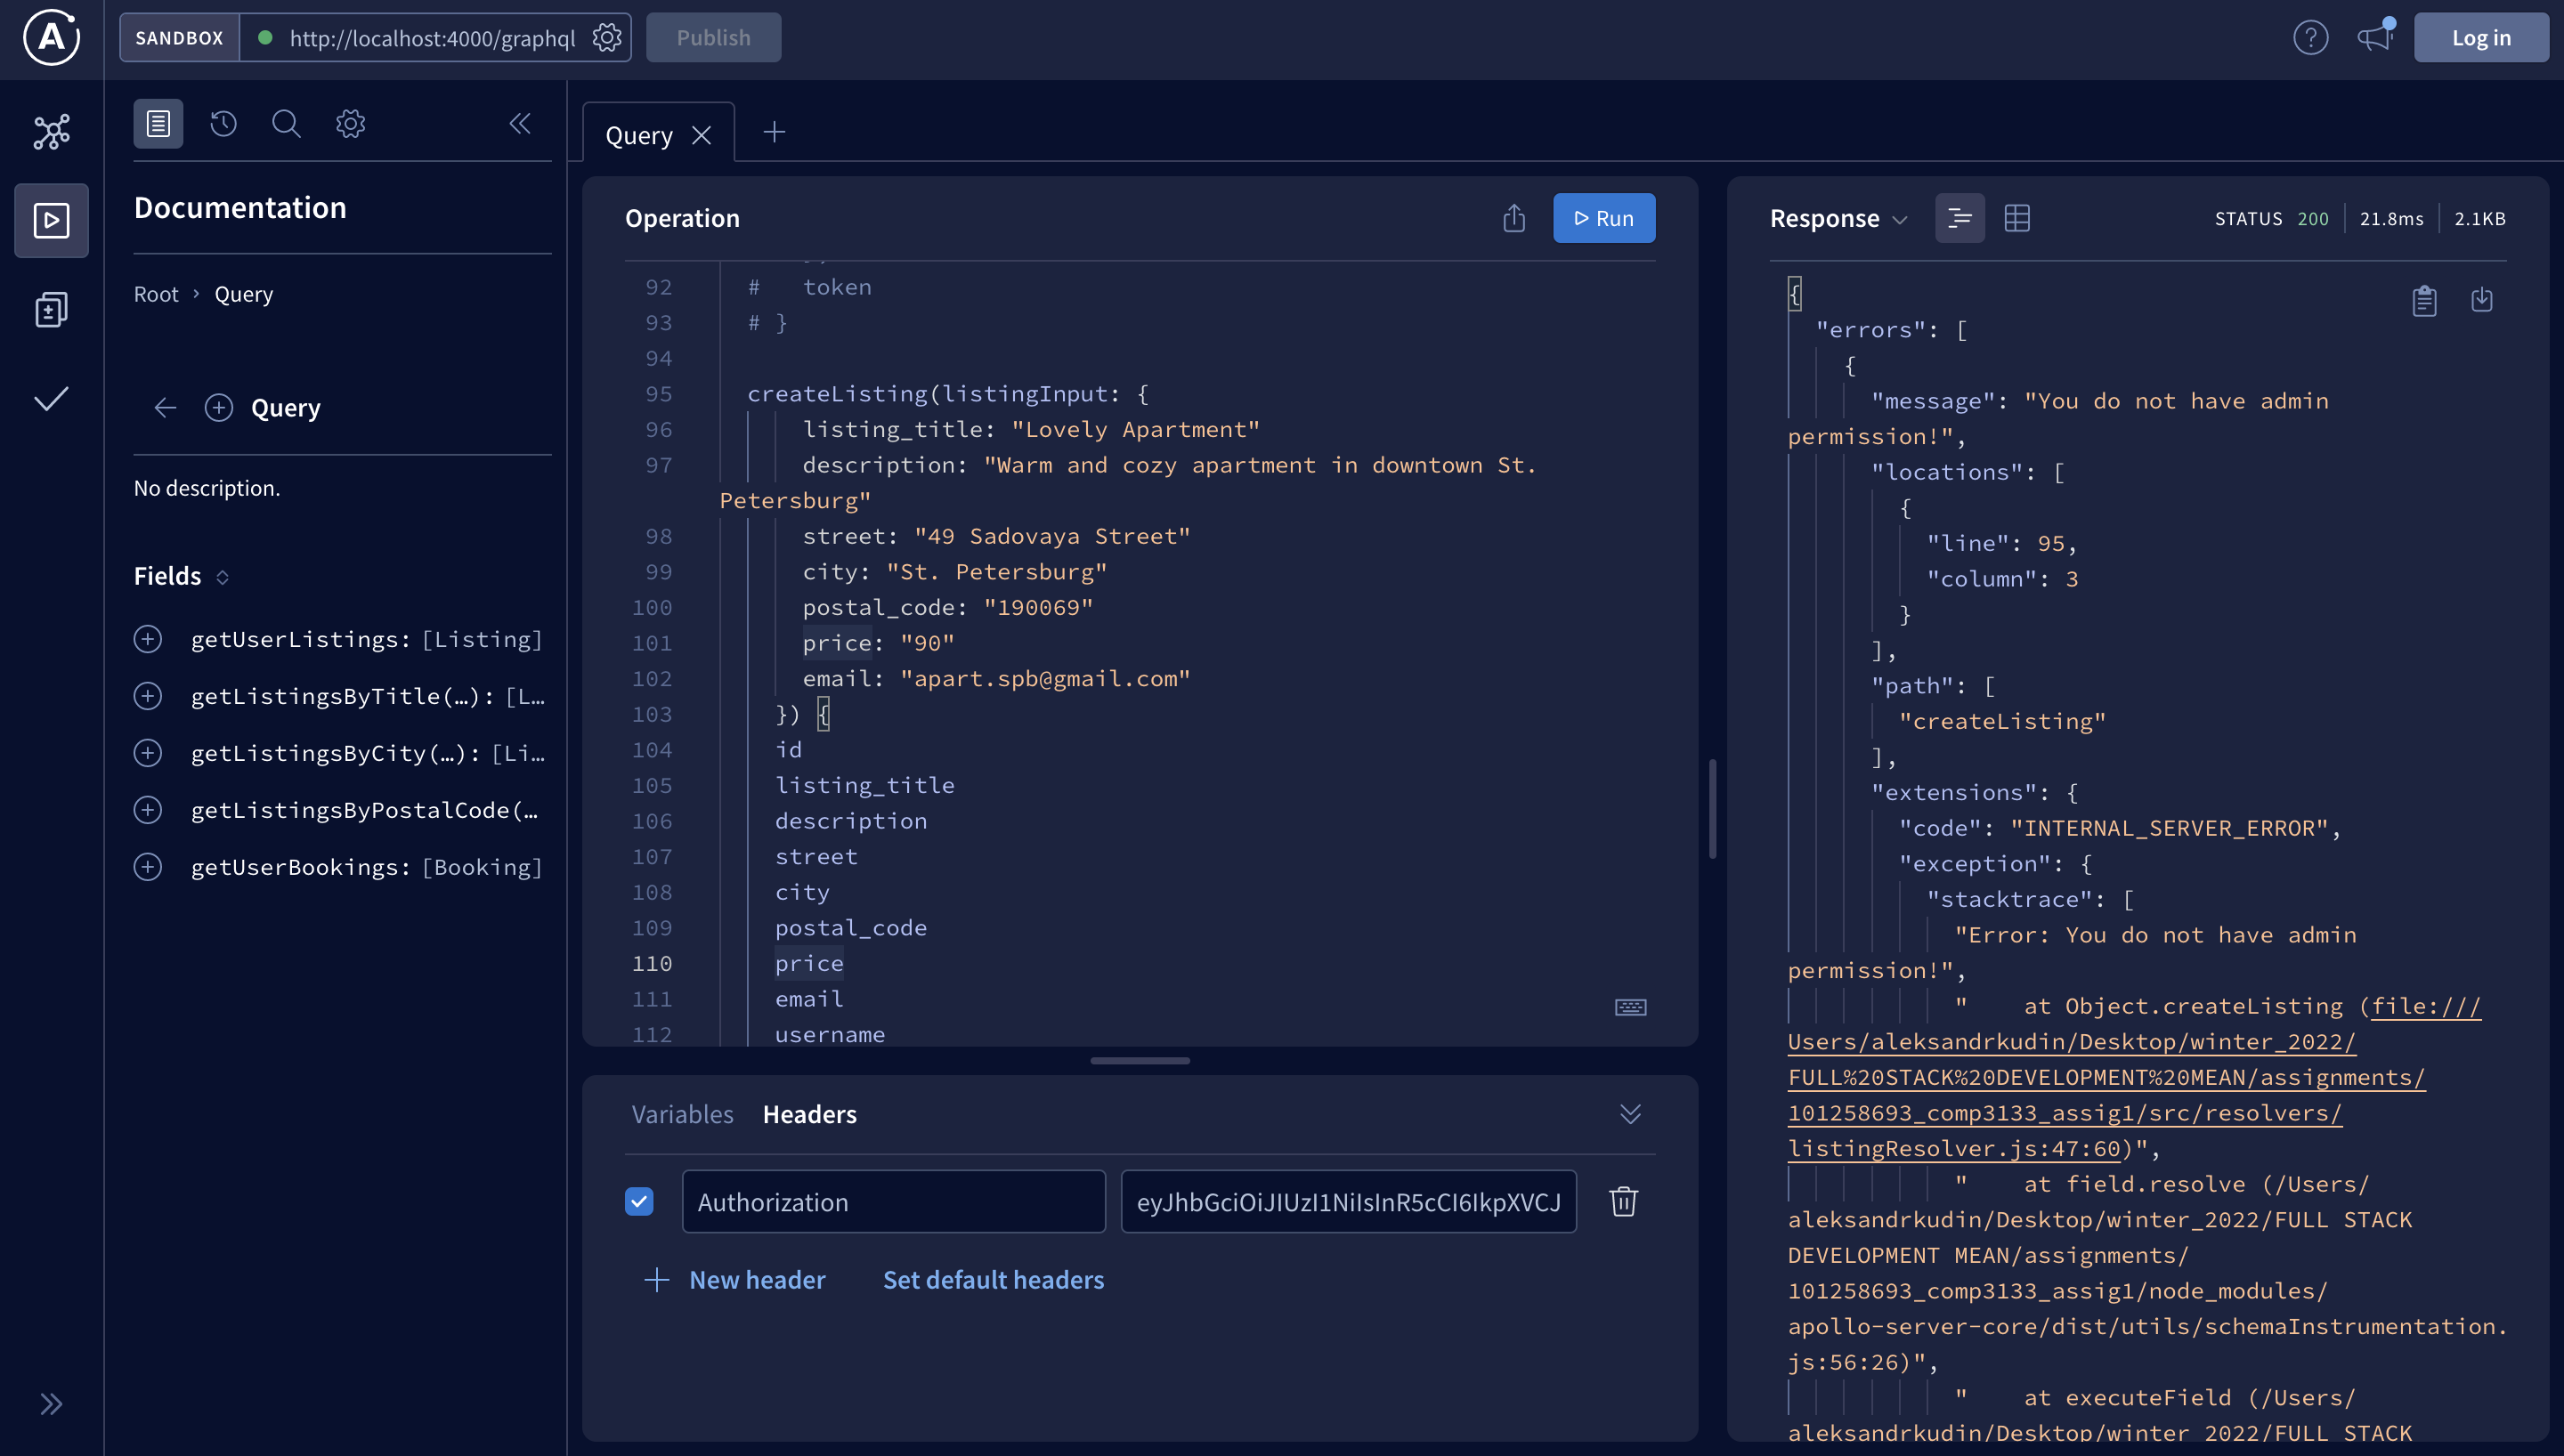 SANDBOX
http://localhost:4000/graphql
Publish
Log in
Documentation
Root › Query
Query
No description.
Fields
getUserListings: [Listing]
getListingsByTitle(…): [L…
getListingsByCity(…): [Li…
getListingsByPostalCode(…
getUserBookings: [Booking]
Query
Operation
Run
92 #   token
93 # }
94
95 createListing(listingInput: {
96 listing_title: "Lovely Apartment"
97 description: "Warm and cozy apartment in downtown St.
Petersburg"
98 street: "49 Sadovaya Street"
99 city: "St. Petersburg"
100 postal_code: "190069"
101 price: "90"
102 email: "apart.spb@gmail.com"
103 }) {
104 id
105 listing_title
106 description
107 street
108 city
109 postal_code
110 price
111 email
112 username
Variables Headers
Authorization
eyJhbGciOiJIUzI1NiIsInR5cCI6IkpXVCJ
New header
Set default headers
Response
STATUS 200 21.8ms 2.1KB
{
"errors": [
{
"message": "You do not have admin
permission!",
"locations": [
{
"line": 95,
"column": 3
}
],
"path": [
"createListing"
],
"extensions": {
"code": "INTERNAL_SERVER_ERROR",
"exception": {
"stacktrace": [
"Error: You do not have admin
permission!",
"    at Object.createListing (file:///
Users/aleksandrkudin/Desktop/winter_2022/
FULL%20STACK%20DEVELOPMENT%20MEAN/assignments/
101258693_comp3133_assig1/src/resolvers/
listingResolver.js:47:60)",
"    at field.resolve (/Users/
aleksandrkudin/Desktop/winter_2022/FULL STACK
DEVELOPMENT MEAN/assignments/
101258693_comp3133_assig1/node_modules/
apollo-server-core/dist/utils/schemaInstrumentation.
js:56:26)",
"    at executeField (/Users/
aleksandrkudin/Desktop/winter_2022/FULL STACK